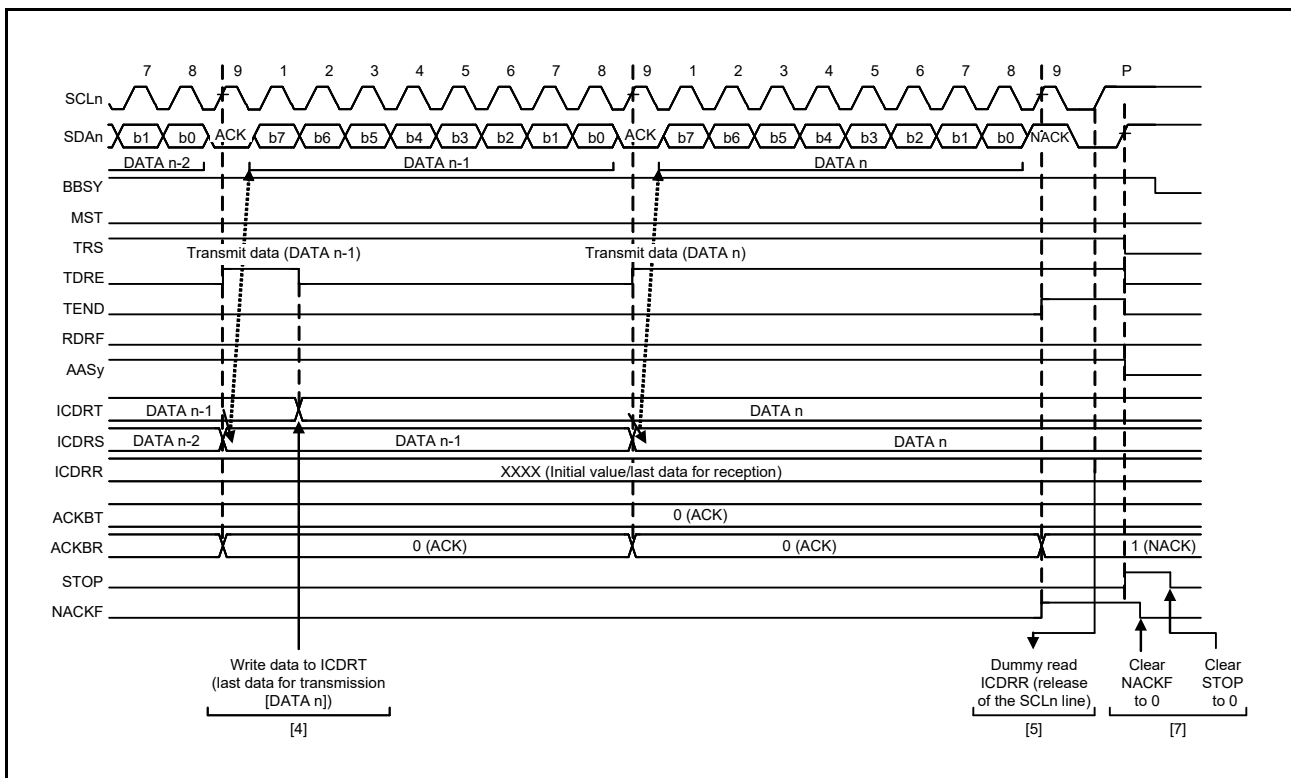 7 8 9 1 2 3 4 5 6 7 8 9 1 2 3 4 5 6 7 8 9 P
SCLn
SDAn b1 b0 ACK b7 b6 b5 b4 b3 b2 b1 b0 ACK b7 b6 b5 b4 b3 b2 b1 b0 NACK
DATA n-2 DATA n-1 DATA n
BBSY
MST
TRS
Transmit data (DATA n-1) Transmit data (DATA n)
TDRE
TEND
RDRF
AASy
ICDRT DATA n-1 DATA n
ICDRS DATA n-2 DATA n-1 DATA n
ICDRR XXXX (Initial value/last data for reception)
ACKBT 0 (ACK)
ACKBR 0 (ACK) 0 (ACK) 1 (NACK)
STOP
NACKF
Write data to ICDRT
(last data for transmission
[DATA n])
[4]
Dummy read
ICDRR (release
of the SCLn line)
[5]
Clear
NACKF
to 0
Clear
STOP
to 0
[7]